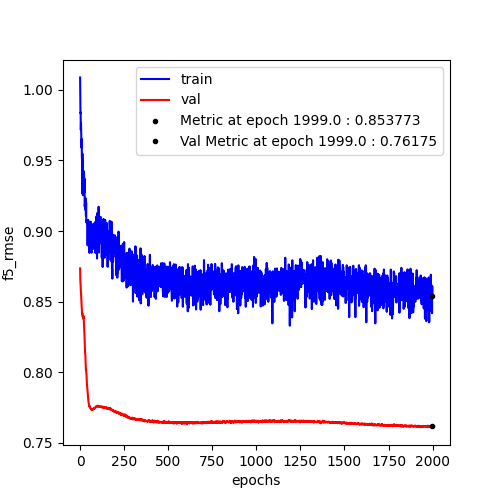 train
val
Metric at epoch 1999.0 : 0.853773
Val Metric at epoch 1999.0 : 0.76175
f5_rmse
1.00
0.95
0.90
0.85
0.80
0.75
0 250 500 750 1000 1250 1500 1750 2000
epochs